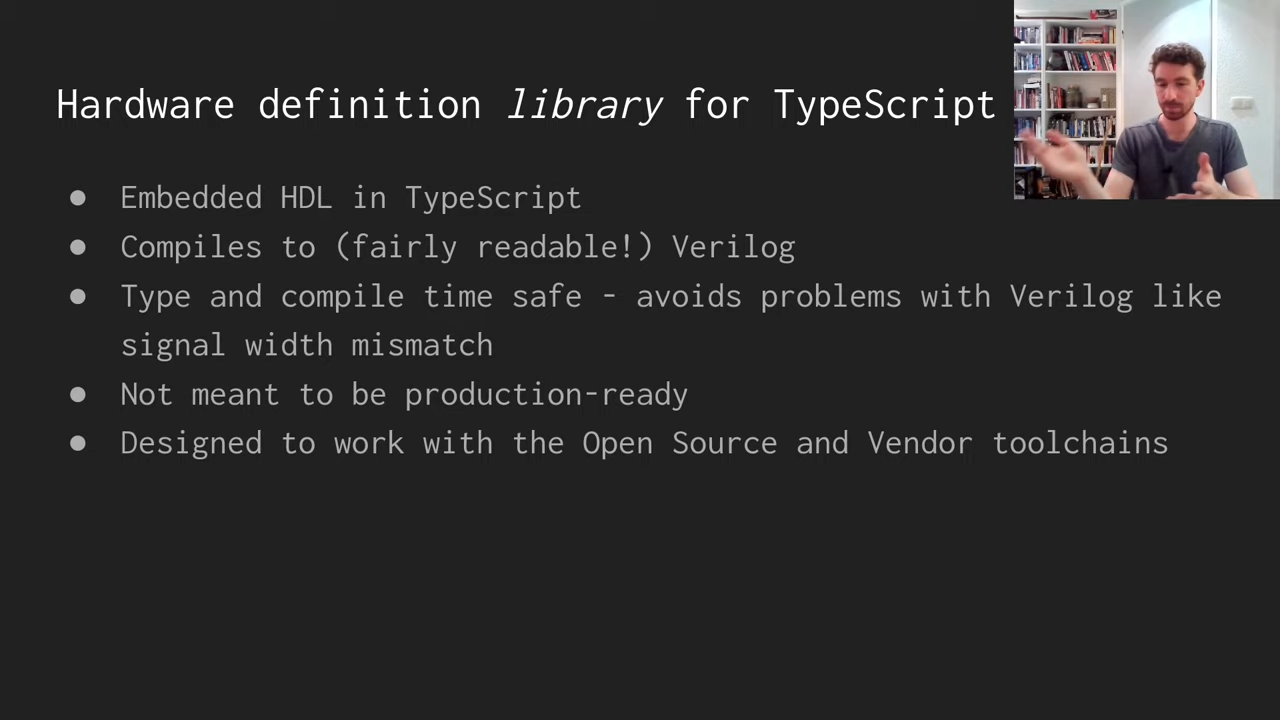 Hardware definition library for TypeScript
● Embedded HDL in TypeScript
● Compiles to (fairly readable!) Verilog
● Type and compile time safe - avoids problems with Verilog like
signal width mismatch
● Not meant to be production-ready
● Designed to work with the Open Source and Vendor toolchains